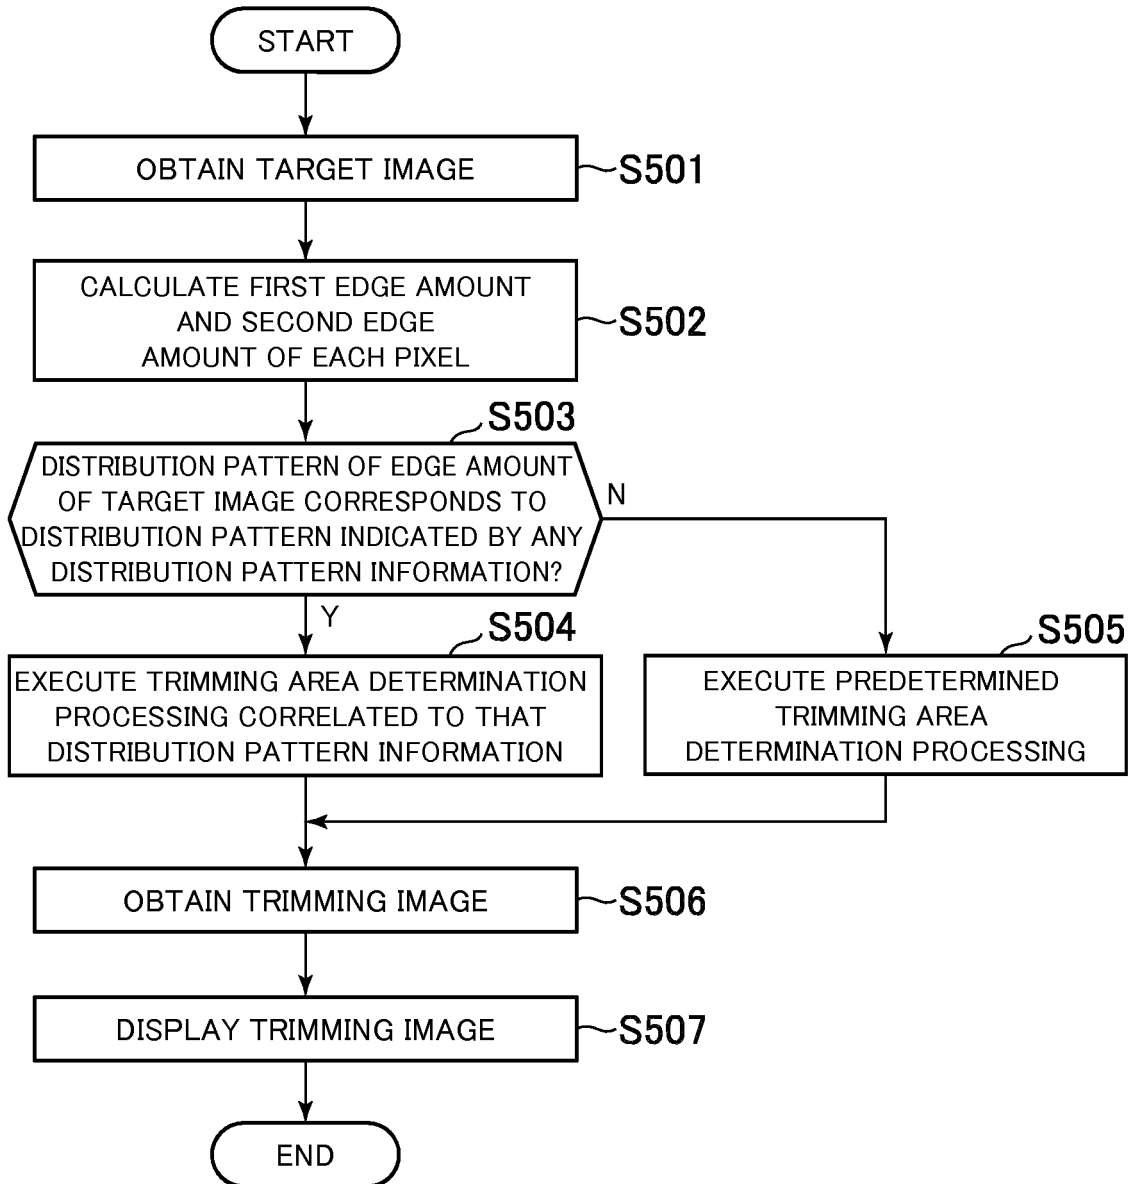 START
OBTAIN TARGET IMAGE
S501
CALCULATE FIRST EDGE AMOUNT
AND SECOND EDGE
AMOUNT OF EACH PIXEL
S502
S503
DISTRIBUTION PATTERN OF EDGE AMOUNT
OF TARGET IMAGE CORRESPONDS TO
DISTRIBUTION PATTERN INDICATED BY ANY
DISTRIBUTION PATTERN INFORMATION?
N
Y
S504
EXECUTE TRIMMING AREA DETERMINATION
PROCESSING CORRELATED TO THAT
DISTRIBUTION PATTERN INFORMATION
S505
EXECUTE PREDETERMINED
TRIMMING AREA
DETERMINATION PROCESSING
OBTAIN TRIMMING IMAGE
S506
DISPLAY TRIMMING IMAGE
S507
END